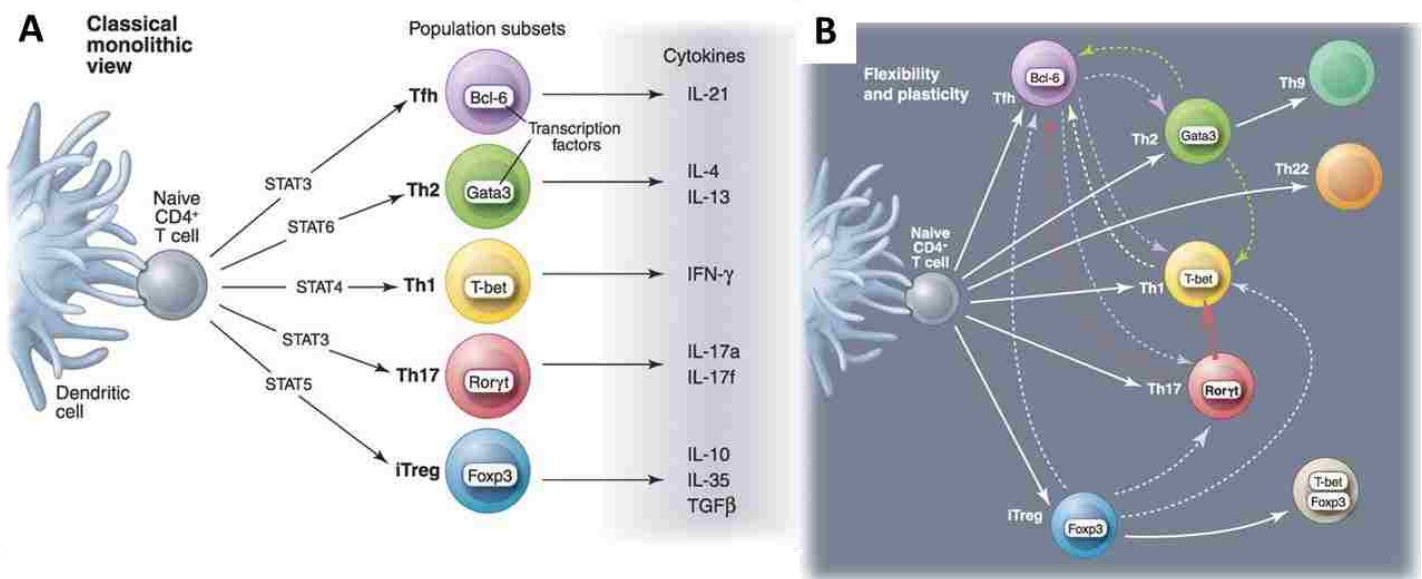 A
Classical
monolithic
view
Population subsets
Cytokines
Naive
CD4+
T cell
Dendritic
cell
STAT3
Tfh
Bcl-6
IL-21
Transcription
factors
STAT6
Th2
Gata3
IL-4
IL-13
STAT4
Th1
T-bet
IFN-γ
STAT3
Th17
Rorγt
IL-17a
IL-17f
STAT5
iTreg
Foxp3
IL-10
IL-35
TGFβ
B
Flexibility
and plasticity
Tfh
Bcl-6
Th9
Th2
Gata3
Th22
Naive
CD4+
T cell
Th1
T-bet
Th17
Rorγt
iTreg
Foxp3
T-bet
Foxp3